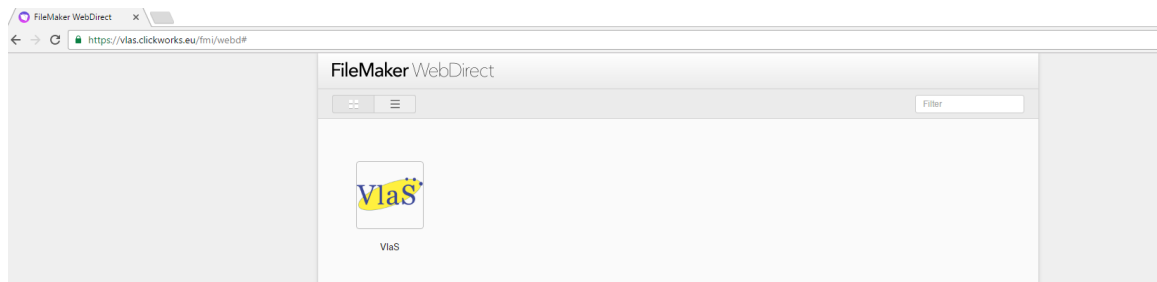 FileMaker WebDirect
https://vlas.clickworks.eu/fmi/webd#
FileMaker WebDirect
Filter
VlaS
VlaS